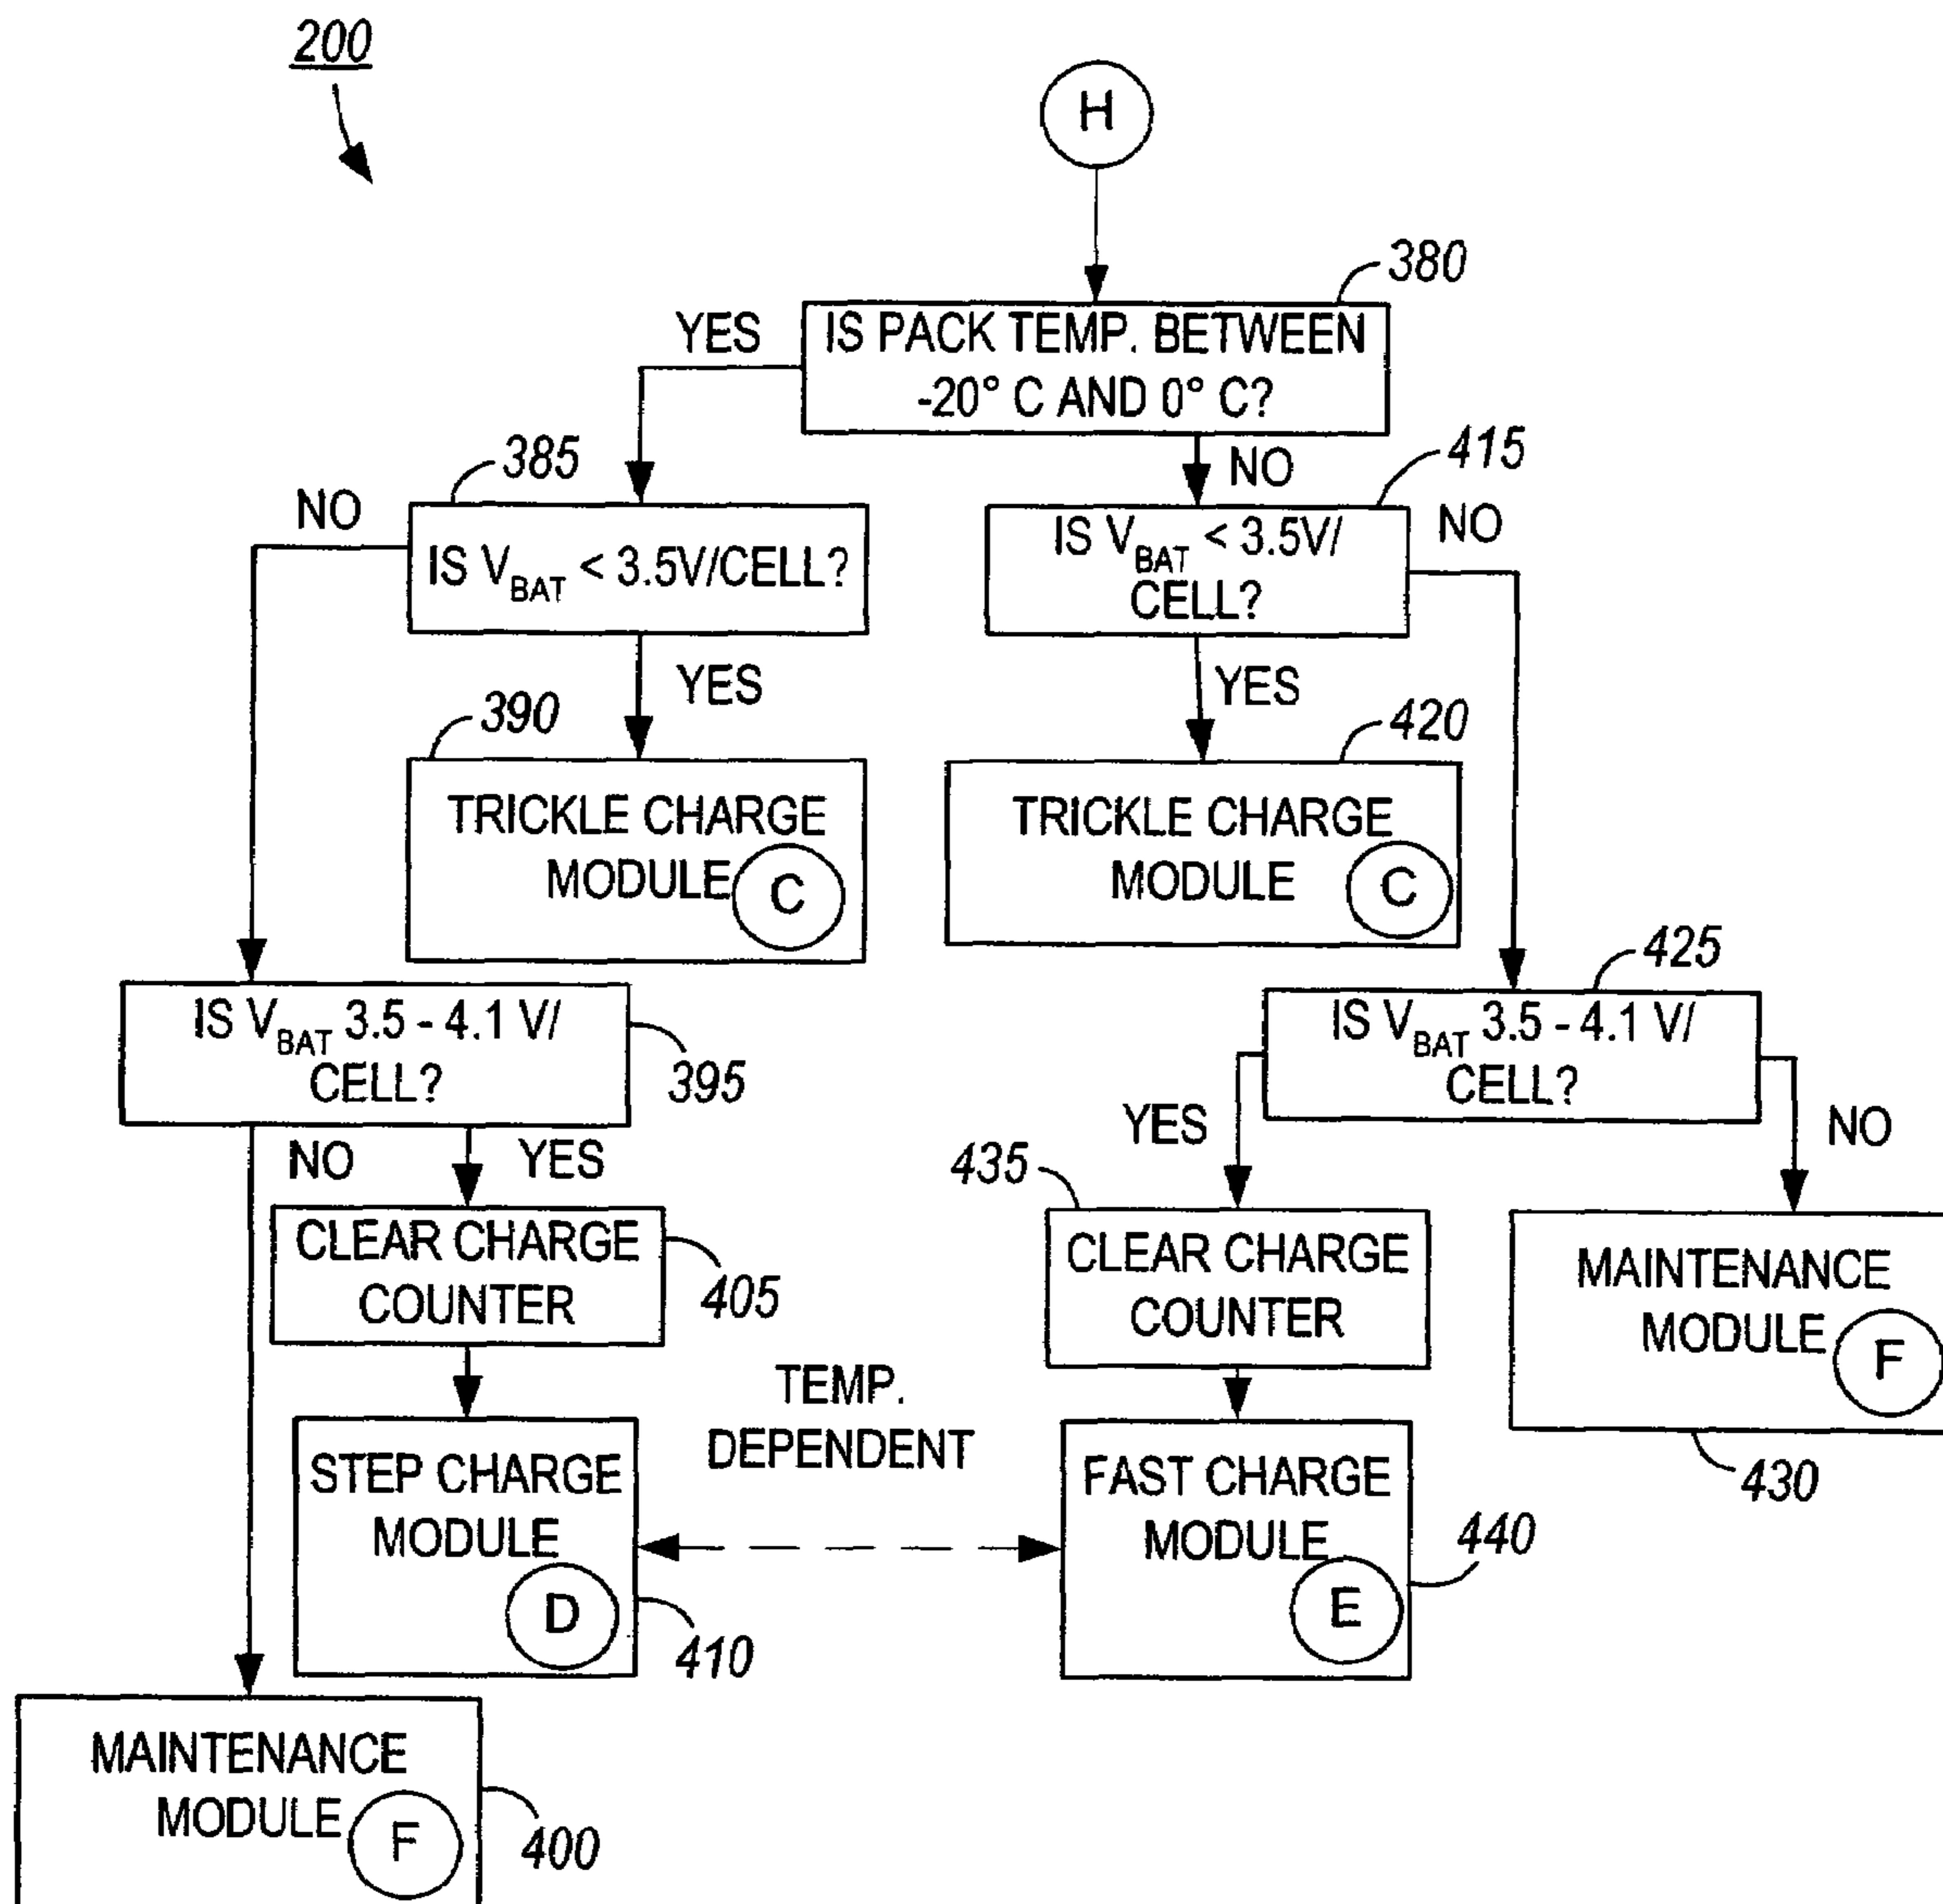 200
H
380
YES
IS PACK TEMP. BETWEEN
-20° C AND 0° C?
385
NO
415
NO
IS VBAT < 3.5V/CELL?
IS VBAT < 3.5V/
CELL?
NO
YES
YES
390
420
TRICKLE CHARGE
MODULE
C
TRICKLE CHARGE
MODULE
C
425
IS VBAT 3.5 - 4.1 V/
CELL?
395
IS VBAT 3.5 - 4.1 V/
CELL?
NO
YES
435
YES
NO
CLEAR CHARGE
COUNTER
405
CLEAR CHARGE
COUNTER
MAINTENANCE
MODULE
F
430
TEMP.
DEPENDENT
STEP CHARGE
MODULE
D
410
FAST CHARGE
MODULE
E
440
MAINTENANCE
MODULE
F
400